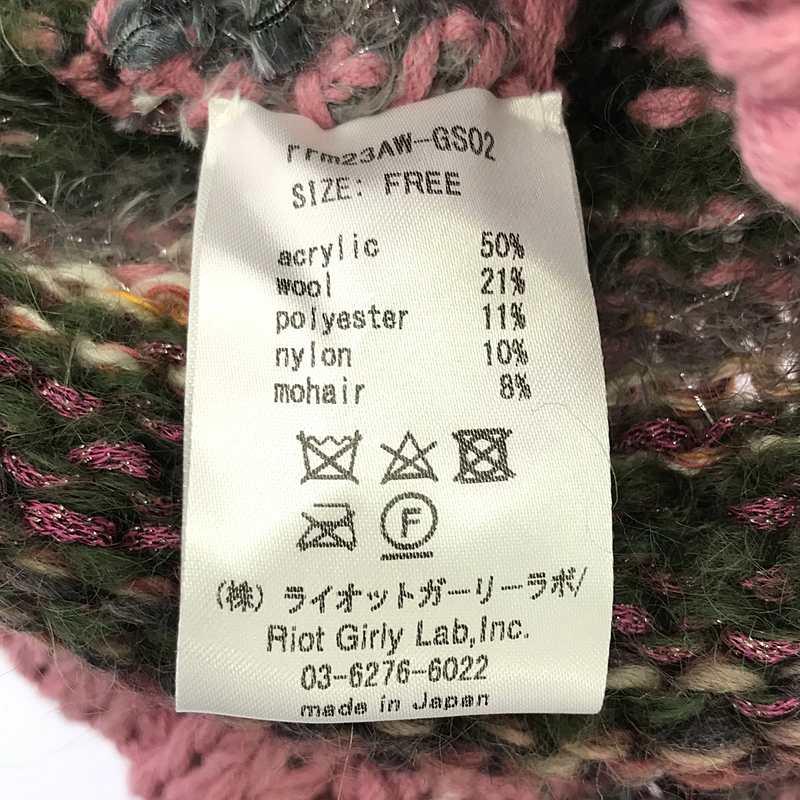 rrm23AW-GS02
SIZE: FREE
acrylic 50%
wool 21%
polyester 11%
nylon 10%
mohair 8%
F
(株) ライオットガーリーラボ/
Riot Girly Lab,Inc.
03-6276-6022
made in Japan